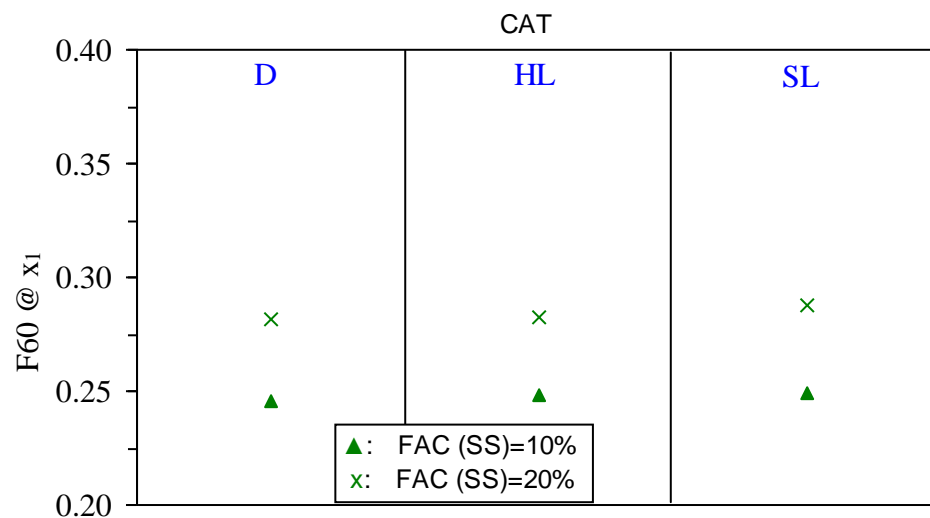 CAT
D HL SL
0.40
0.35
0.30
0.25
0.20
F60 @ x₁
▲: FAC (SS)=10%
x: FAC (SS)=20%